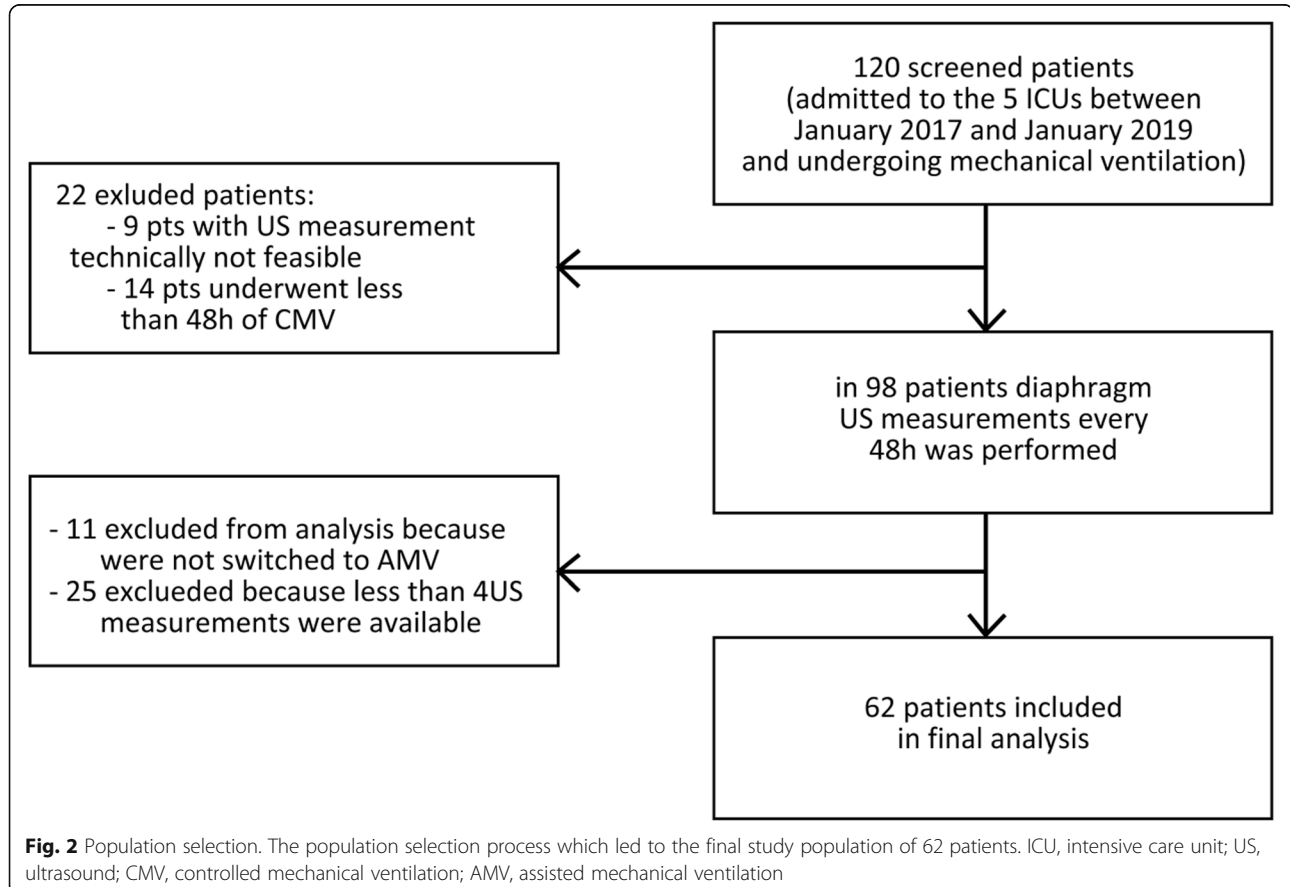 120 screened patients
(admitted to the 5 ICUs between
January 2017 and January 2019
and undergoing mechanical ventilation)
22 exluded patients:
- 9 pts with US measurement
technically not feasible
- 14 pts underwent less
than 48h of CMV
in 98 patients diaphragm
US measurements every
48h was performed
- 11 excluded from analysis because
were not switched to AMV
- 25 exclueded because less than 4US
measurements were available
62 patients included
in final analysis
Fig. 2 Population selection. The population selection process which led to the final study population of 62 patients. ICU, intensive care unit; US,
ultrasound; CMV, controlled mechanical ventilation; AMV, assisted mechanical ventilation